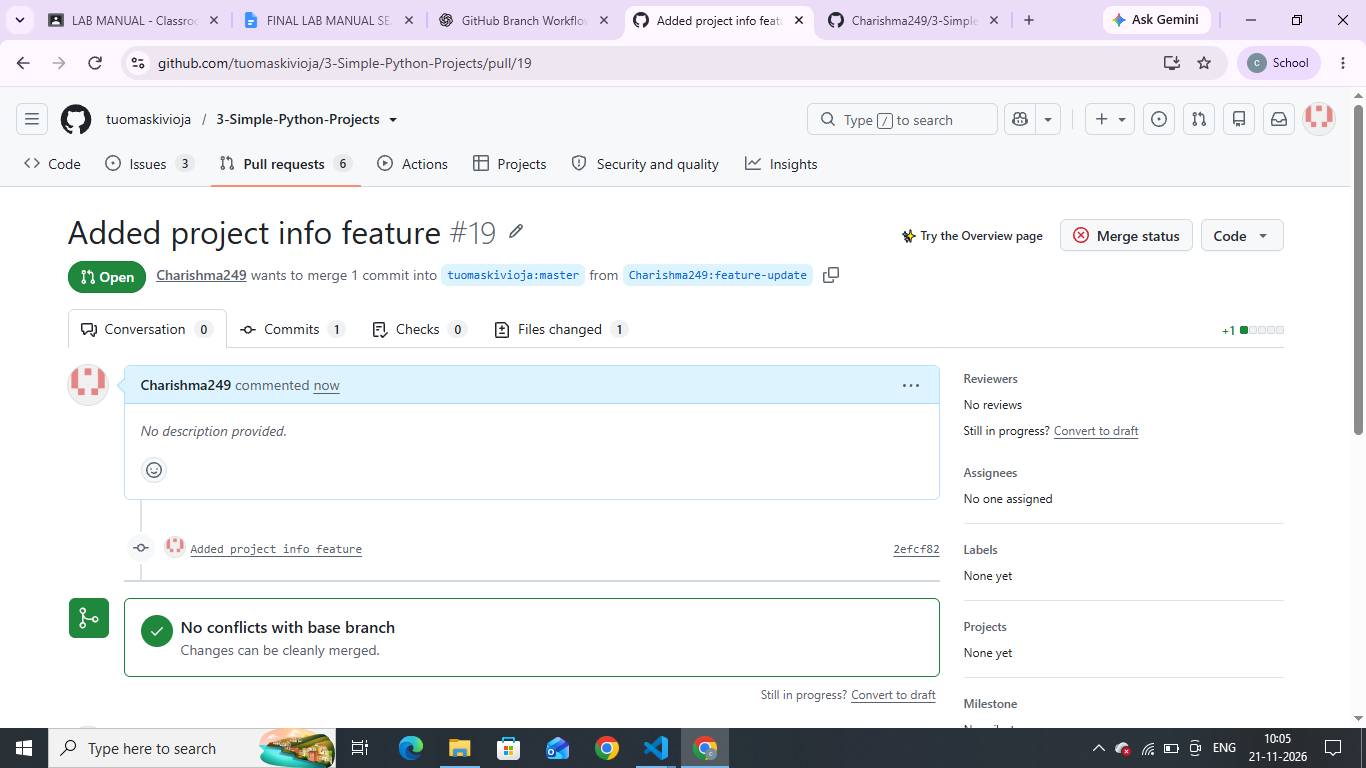 LAB MANUAL - Classroo
FINAL LAB MANUAL SE.
GitHub Branch Workflow
Added project info featu
Charishma249/3-Simple-
Ask Gemini
github.com/tuomaskivioja/3-Simple-Python-Projects/pull/19
C School
tuomaskivioja / 3-Simple-Python-Projects
Type / to search
Code Issues 3 Pull requests 6 Actions Projects Security and quality Insights
Added project info feature #19
Try the Overview page
Merge status
Code
Open Charishma249 wants to merge 1 commit into tuomaskivioja:master from Charishma249:feature-update
Conversation 0 Commits 1 Checks 0 Files changed 1
+1
Charishma249 commented now
No description provided.
Added project info feature 2efcf82
No conflicts with base branch
Changes can be cleanly merged.
Still in progress? Convert to draft
Reviewers
No reviews
Still in progress? Convert to draft
Assignees
No one assigned
Labels
None yet
Projects
None yet
Milestone
Type here to search
ENG
10:05
21-11-2026